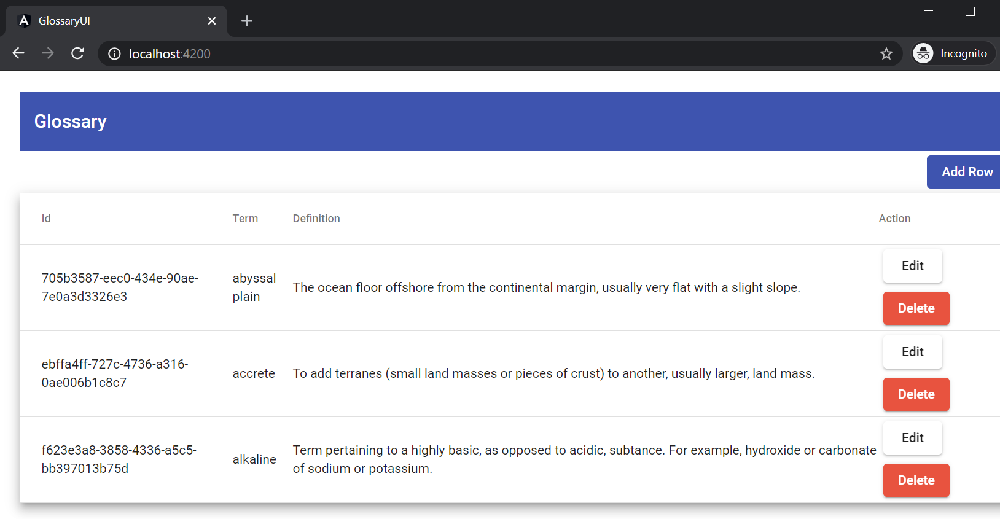 GlossaryUI
localhost:4200
Incognito
Glossary
Add Row
Id Term Definition Action
705b3587-eec0-434e-90ae-
7e0a3d3326e3
abyssal
plain
The ocean floor offshore from the continental margin, usually very flat with a slight slope.
Edit
Delete
ebffa4ff-727c-4736-a316-
0ae006b1c8c7
accrete
To add terranes (small land masses or pieces of crust) to another, usually larger, land mass.
Edit
Delete
f623e3a8-3858-4336-a5c5-
bb397013b75d
alkaline
Term pertaining to a highly basic, as opposed to acidic, subtance. For example, hydroxide or carbonate
of sodium or potassium.
Edit
Delete